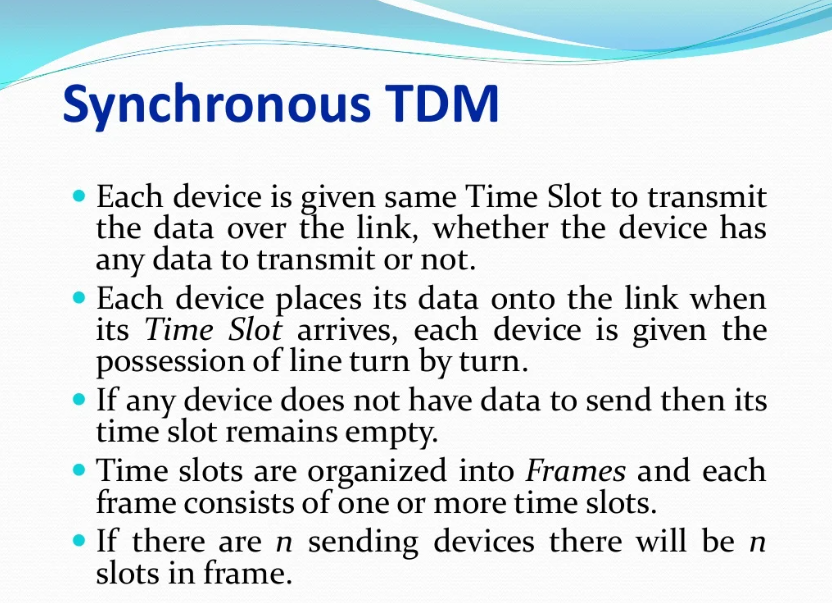 Synchronous TDM
• Each device is given same Time Slot to transmit
the data over the link, whether the device has
any data to transmit or not.
• Each device places its data onto the link when
its Time Slot arrives, each device is given the
possession of line turn by turn.
• If any device does not have data to send then its
time slot remains empty.
• Time slots are organized into Frames and each
frame consists of one or more time slots.
• If there are n sending devices there will be n
slots in frame.